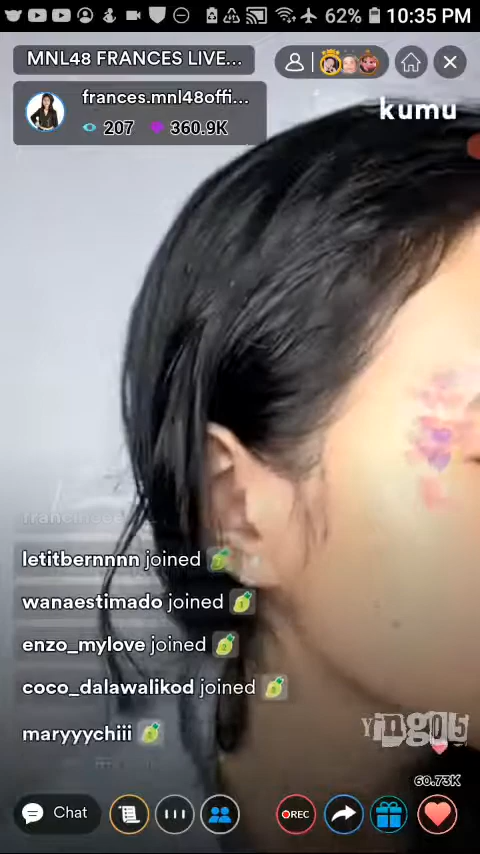 62% 10:35 PM
MNL48 FRANCES LIVE...
frances.mnl48offi...
207 360.9K
kumu
letitbernnnn joined
wanaestimado joined
enzo_mylove joined
coco_dalawalikod joined
maryyychiii
60.73K
Chat
REC